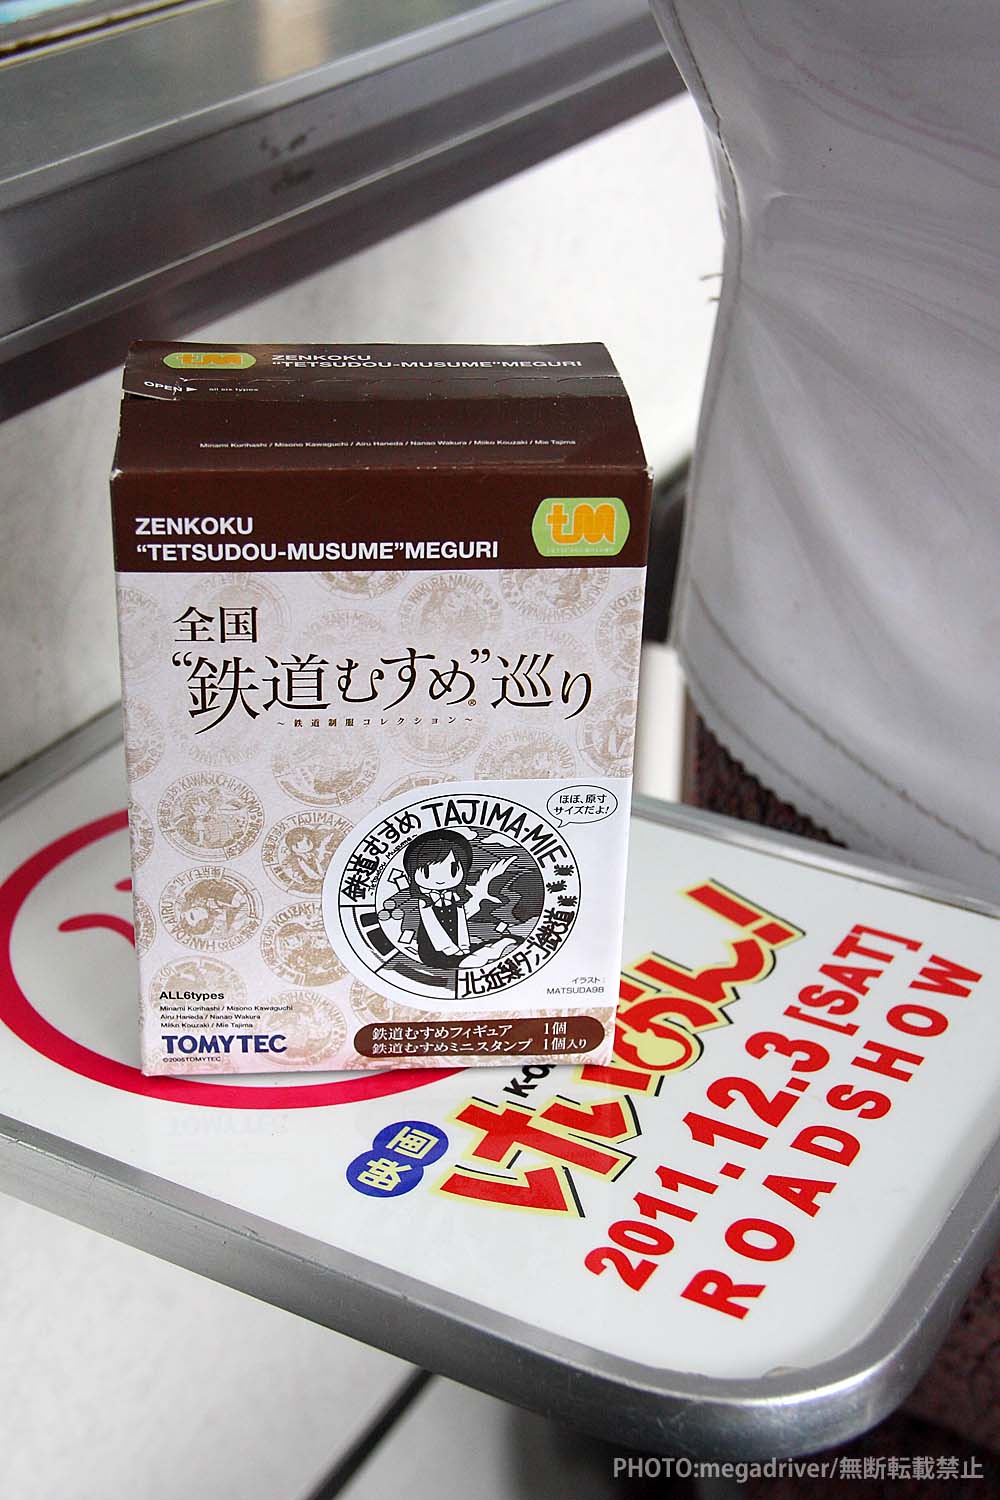 tm
ZENKOKU
"TETSUDOU-MUSUME"MEGURI
OPEN ▶ all six types
Minami Kurihashi / Misono Kawaguchi / Airu Haneda / Nanao Wakura / Miiko Kouzaki / Mie Tajima
ZENKOKU
"TETSUDOU-MUSUME"MEGURI
tm
全国
“鉄道むすめ”巡り
®
～鉄道制服コレクション～
ほぼ、原寸
サイズだよ!
鉄道むすめ TAJIMA-MIE
北近畿タンゴ鉄道
イラスト:
MATSUDA98
ALL6types
Minami Kurihashi / Misono Kawaguchi
Airu Haneda / Nanao Wakura
Miiko Kouzaki / Mie Tajima
TOMYTEC
©2005TOMYTEC
鉄道むすめフィギュア 1個
鉄道むすめミニスタンプ 1個入り
映画
けいおん!
2011.12.3[SAT]
ROADSHOW
PHOTO:megadriver/無断転載禁止